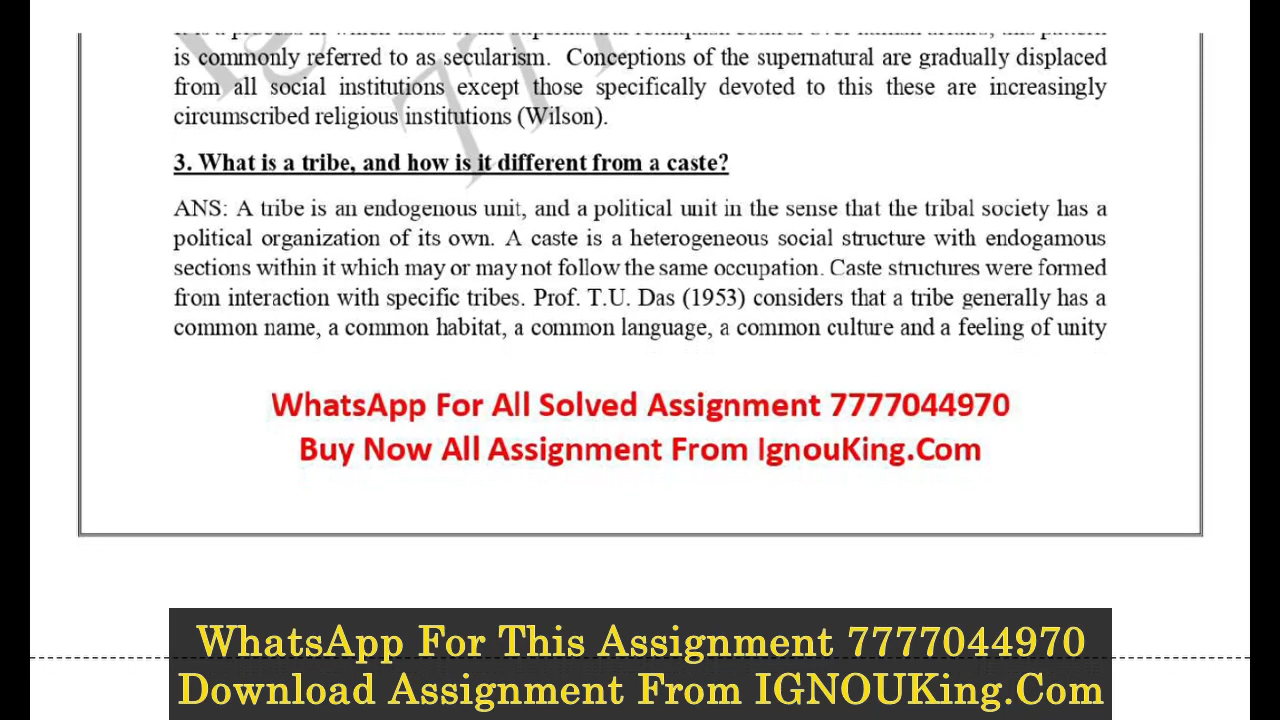 is commonly referred to as secularism. Conceptions of the supernatural are gradually displaced
from all social institutions except those specifically devoted to this these are increasingly
circumscribed religious institutions (Wilson).
3. What is a tribe, and how is it different from a caste?
ANS: A tribe is an endogenous unit, and a political unit in the sense that the tribal society has a
political organization of its own. A caste is a heterogeneous social structure with endogamous
sections within it which may or may not follow the same occupation. Caste structures were formed
from interaction with specific tribes. Prof. T.U. Das (1953) considers that a tribe generally has a
common name, a common habitat, a common language, a common culture and a feeling of unity
WhatsApp For All Solved Assignment 7777044970
Buy Now All Assignment From IgnouKing.Com
WhatsApp For This Assignment 7777044970
Download Assignment From IGNOUKing.Com